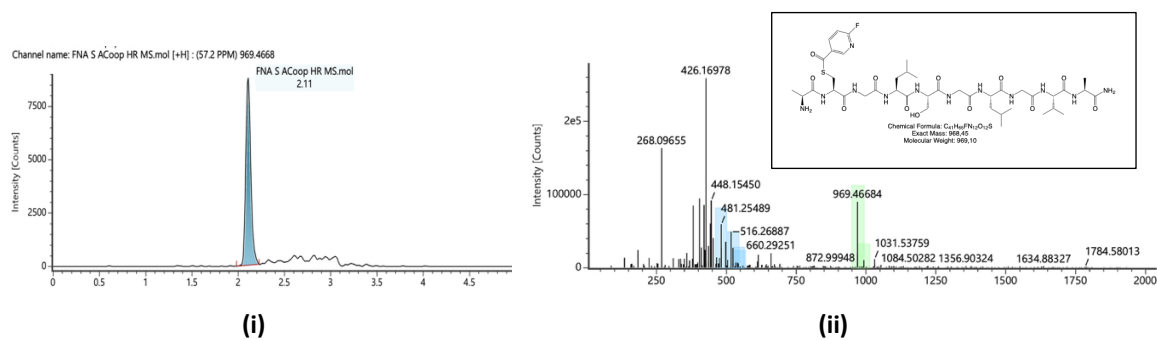 Channel name: FNA S ACoop HR MS.mol [+H] : (57.2 PPM) 969.4668
FNA S ACoop HR MS.mol
2.11
Intensity [Counts]
7500
5000
2500
0
0 0.5 1 1.5 2 2.5 3 3.5 4 4.5
(i)
Intensity [Counts]
2e5
100000
0
426.16978
268.09655
448.15450
481.25489
516.26887
660.29251
969.46684
872.99948
1031.53759
1084.50282
1356.90324
1634.88327
1784.58013
250 500 750 1000 1250 1500 1750 2000
F
N
O
S
O H N O N H O H N O N H O H N O N H O H N O NH₂
NH₂
HO
Chemical Formula: C₄₁H₆₅FN₁₂O₁₂S
Exact Mass: 968,45
Molecular Weight: 969,10
(ii)